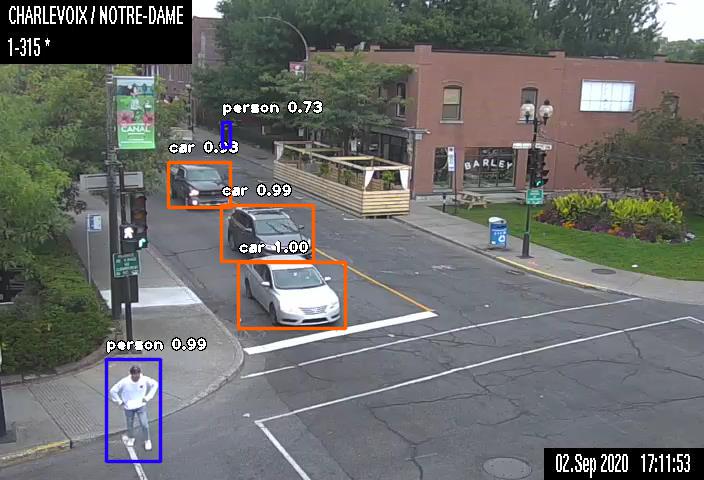 CHARLEVOIX / NOTRE-DAME
1-315 *
person 0.73
car 0.93
car 0.99
car 1.00
person 0.99
CANAL
BARLEY
02.Sep 2020 17:11:53